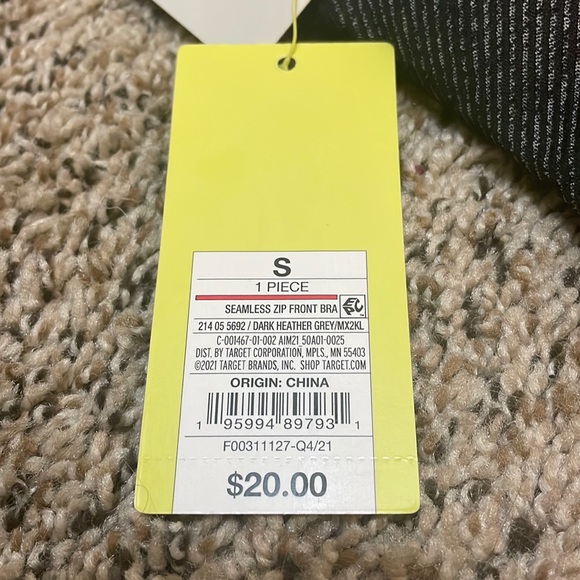 S
1 PIECE
SEAMLESS ZIP FRONT BRA
214 05 5692 / DARK HEATHER GREY/MX2KL
C-001467-01-002 AIM21_50A01-0025
DIST. BY TARGET CORPORATION, MPLS., MN 55403
©2021 TARGET BRANDS, INC. SHOP TARGET.COM
ORIGIN: CHINA
1 95994 89793 1
F00311127-Q4/21
$20.00